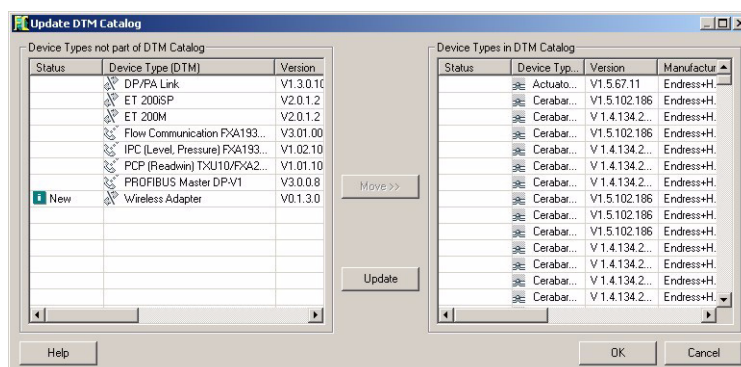 Update DTM Catalog
Device Types not part of DTM Catalog
Status Device Type (DTM) Version
DP/PA Link V1.3.0.10
ET 200iSP V2.0.1.2
ET 200M V2.0.1.2
Flow Communication FXA193... V3.01.00
IPC (Level, Pressure) FXA193... V1.02.10
PCP (Readwin) TXU10/FXA2... V1.01.10
PROFIBUS Master DP-V1 V3.0.0.8
i New Wireless Adapter V0.1.3.0
Move >>
Update
Device Types in DTM Catalog
Status Device Typ... Version Manufactur
Actuato... V1.5.67.11 Endress+H.
Cerabar... V1.5.102.186 Endress+H.
Cerabar... V 1.4.134.2... Endress+H.
Cerabar... V1.5.102.186 Endress+H.
Cerabar... V 1.4.134.2... Endress+H.
Cerabar... V 1.4.134.2... Endress+H.
Cerabar... V 1.4.134.2... Endress+H.
Cerabar... V1.5.102.186 Endress+H.
Cerabar... V1.5.102.186 Endress+H.
Cerabar... V1.5.102.186 Endress+H.
Cerabar... V 1.4.134.2... Endress+H.
Cerabar... V 1.4.134.2... Endress+H.
Cerabar... V 1.4.134.2... Endress+H.
Cerabar... V 1.4.134.2... Endress+H.
Help
OK
Cancel